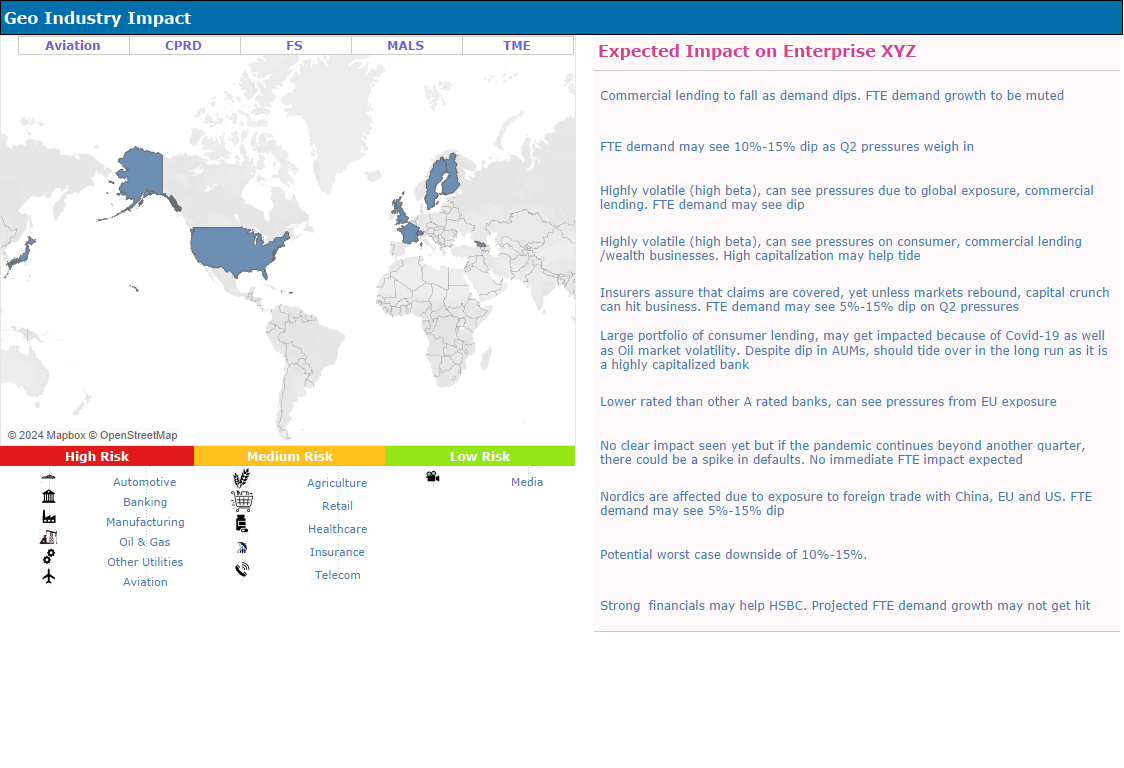 Geo Industry Impact
Aviation CPRD FS MALS TME
© 2024 Mapbox © OpenStreetMap
High Risk Medium Risk Low Risk
Automotive
Banking
Manufacturing
Oil & Gas
Other Utilities
Aviation
Agriculture
Retail
Healthcare
Insurance
Telecom
Media
Expected Impact on Enterprise XYZ
Commercial lending to fall as demand dips. FTE demand growth to be muted
FTE demand may see 10%-15% dip as Q2 pressures weigh in
Highly volatile (high beta), can see pressures due to global exposure, commercial
lending. FTE demand may see dip
Highly volatile (high beta), can see pressures on consumer, commercial lending
/wealth businesses. High capitalization may help tide
Insurers assure that claims are covered, yet unless markets rebound, capital crunch
can hit business. FTE demand may see 5%-15% dip on Q2 pressures
Large portfolio of consumer lending, may get impacted because of Covid-19 as well
as Oil market volatility. Despite dip in AUMs, should tide over in the long run as it is
a highly capitalized bank
Lower rated than other A rated banks, can see pressures from EU exposure
No clear impact seen yet but if the pandemic continues beyond another quarter,
there could be a spike in defaults. No immediate FTE impact expected
Nordics are affected due to exposure to foreign trade with China, EU and US. FTE
demand may see 5%-15% dip
Potential worst case downside of 10%-15%.
Strong  financials may help HSBC. Projected FTE demand growth may not get hit